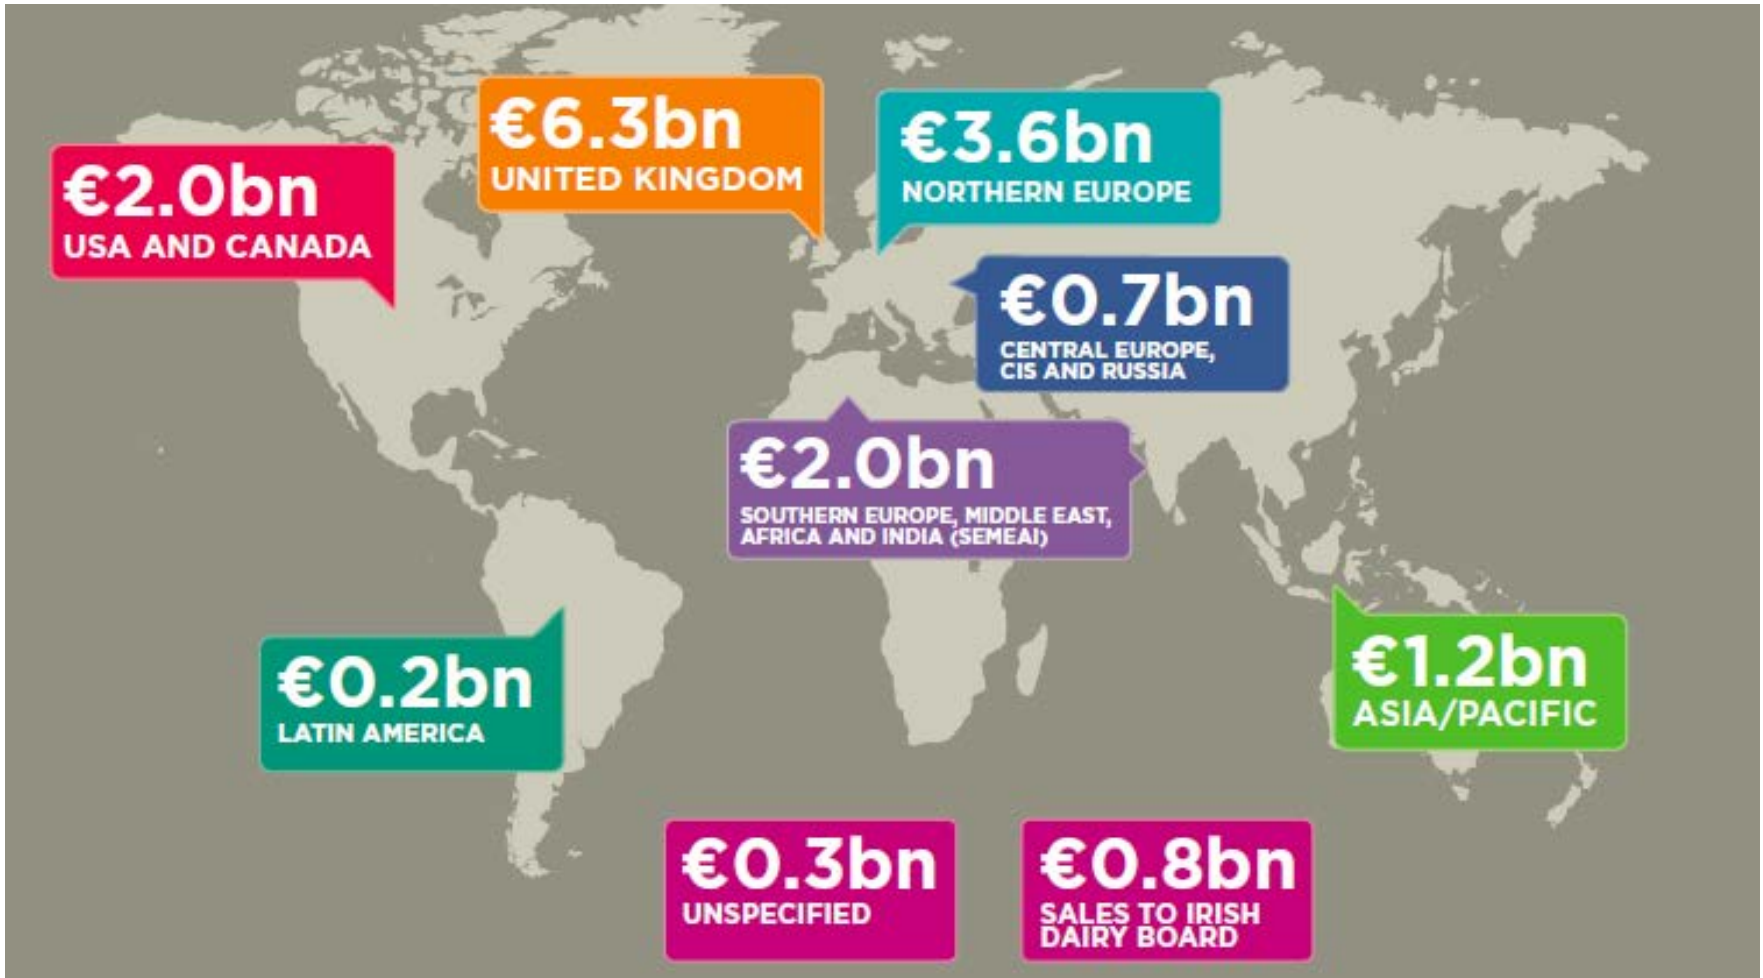 €6.3bn
UNITED KINGDOM
€3.6bn
NORTHERN EUROPE
€2.0bn
USA AND CANADA
€0.7bn
CENTRAL EUROPE,
CIS AND RUSSIA
€2.0bn
SOUTHERN EUROPE, MIDDLE EAST,
AFRICA AND INDIA (SEMEAI)
€0.2bn
LATIN AMERICA
€1.2bn
ASIA/PACIFIC
€0.3bn
UNSPECIFIED
€0.8bn
SALES TO IRISH
DAIRY BOARD